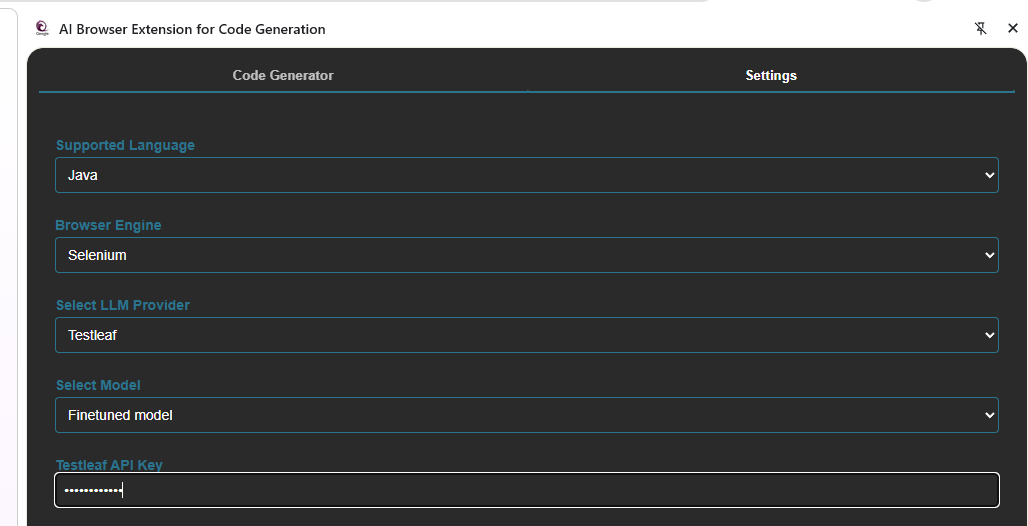 AI Browser Extension for Code Generation
Code Generator
Settings
Supported Language
Java
Browser Engine
Selenium
Select LLM Provider
Testleaf
Select Model
Finetuned model
Testleaf API Key
••••••••••••